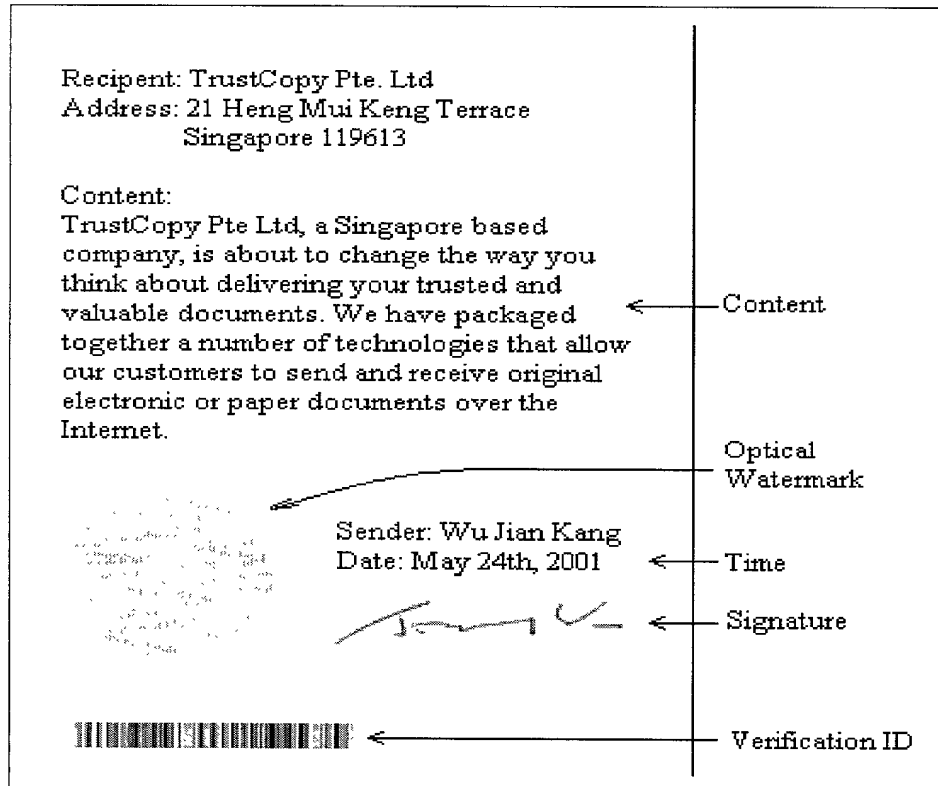 Recipent: TrustCopy Pte. Ltd
Address: 21 Heng Mui Keng Terrace
Singapore 119613
Content:
TrustCopy Pte Ltd, a Singapore based
company, is about to change the way you
think about delivering your trusted and
valuable documents. We have packaged
together a number of technologies that allow
our customers to send and receive original
electronic or paper documents over the
Internet.
Content
Optical
Watermark
Sender: Wu Jian Kang
Date: May 24th, 2001
Time
Signature
Verification ID